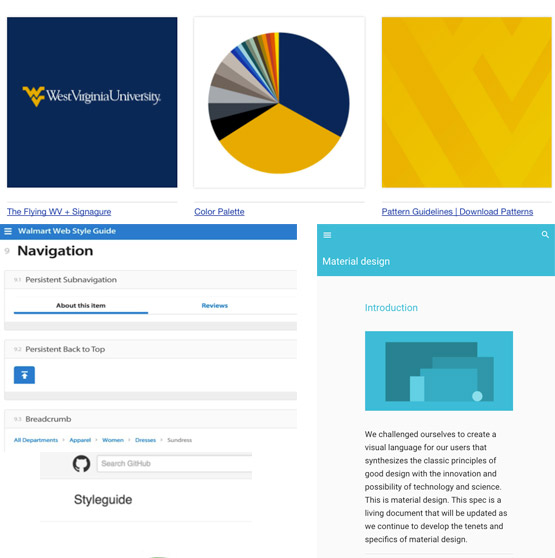 WestVirginiaUniversity.
The Flying WV + Signagure
Color Palette
Pattern Guidelines | Download Patterns
Walmart Web Style Guide
9 Navigation
9.1 Persistent Subnavigation
About this item
Reviews
9.2 Persistent Back to Top
9.3 Breadcrumb
All Departments › Apparel › Women › Dresses › Sundress
Search GitHub
Styleguide
Material design
Introduction
We challenged ourselves to create a
visual language for our users that
synthesizes the classic principles of
good design with the innovation and
possibility of technology and science.
This is material design. This spec is a
living document that will be updated as
we continue to develop the tenets and
specifics of material design.